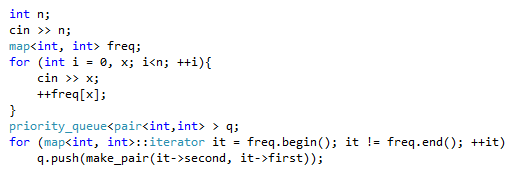 int n;
cin >> n;
map<int, int> freq;
for (int i = 0, x; i<n; ++i){
    cin >> x;
    ++freq[x];
}
priority_queue<pair<int,int> > q;
for (map<int, int>::iterator it = freq.begin(); it != freq.end(); ++it)
    q.push(make_pair(it->second, it->first));